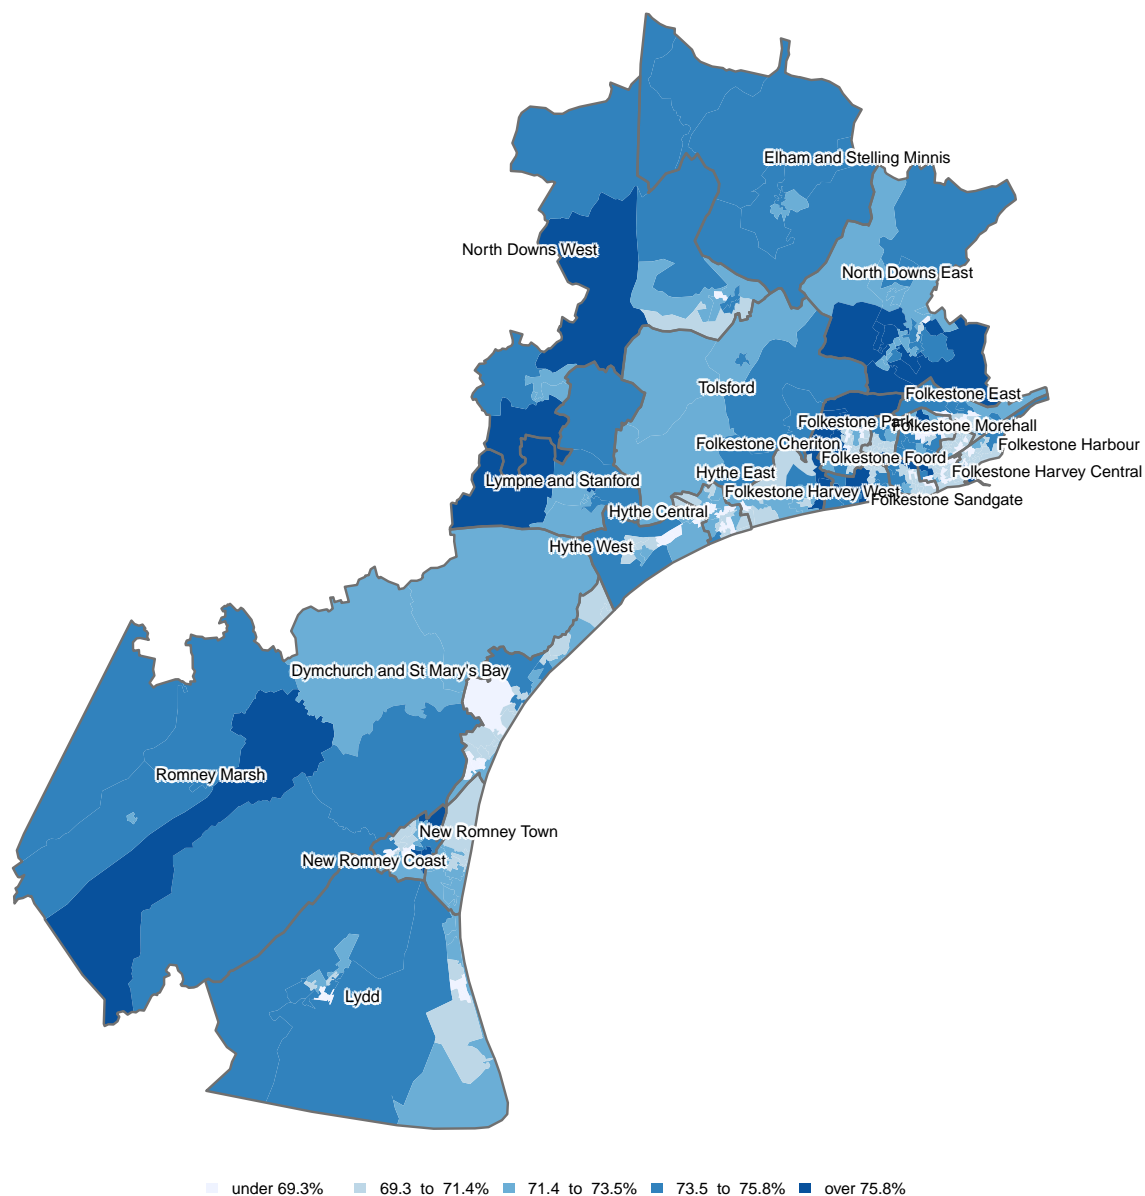 Elham and Stelling Minnis
North Downs West
North Downs East
Tolsford
Folkestone East
Folkestone Park
Folkestone Morehall
Folkestone Cheriton
Folkestone Harbour
Folkestone Foord
Hythe East
Folkestone Harvey Central
Lympne and Stanford
Folkestone Harvey West
Folkestone Sandgate
Hythe Central
Hythe West
Dymchurch and St Mary's Bay
Romney Marsh
New Romney Town
New Romney Coast
Lydd
under 69.3% 69.3 to 71.4% 71.4 to 73.5% 73.5 to 75.8% over 75.8%